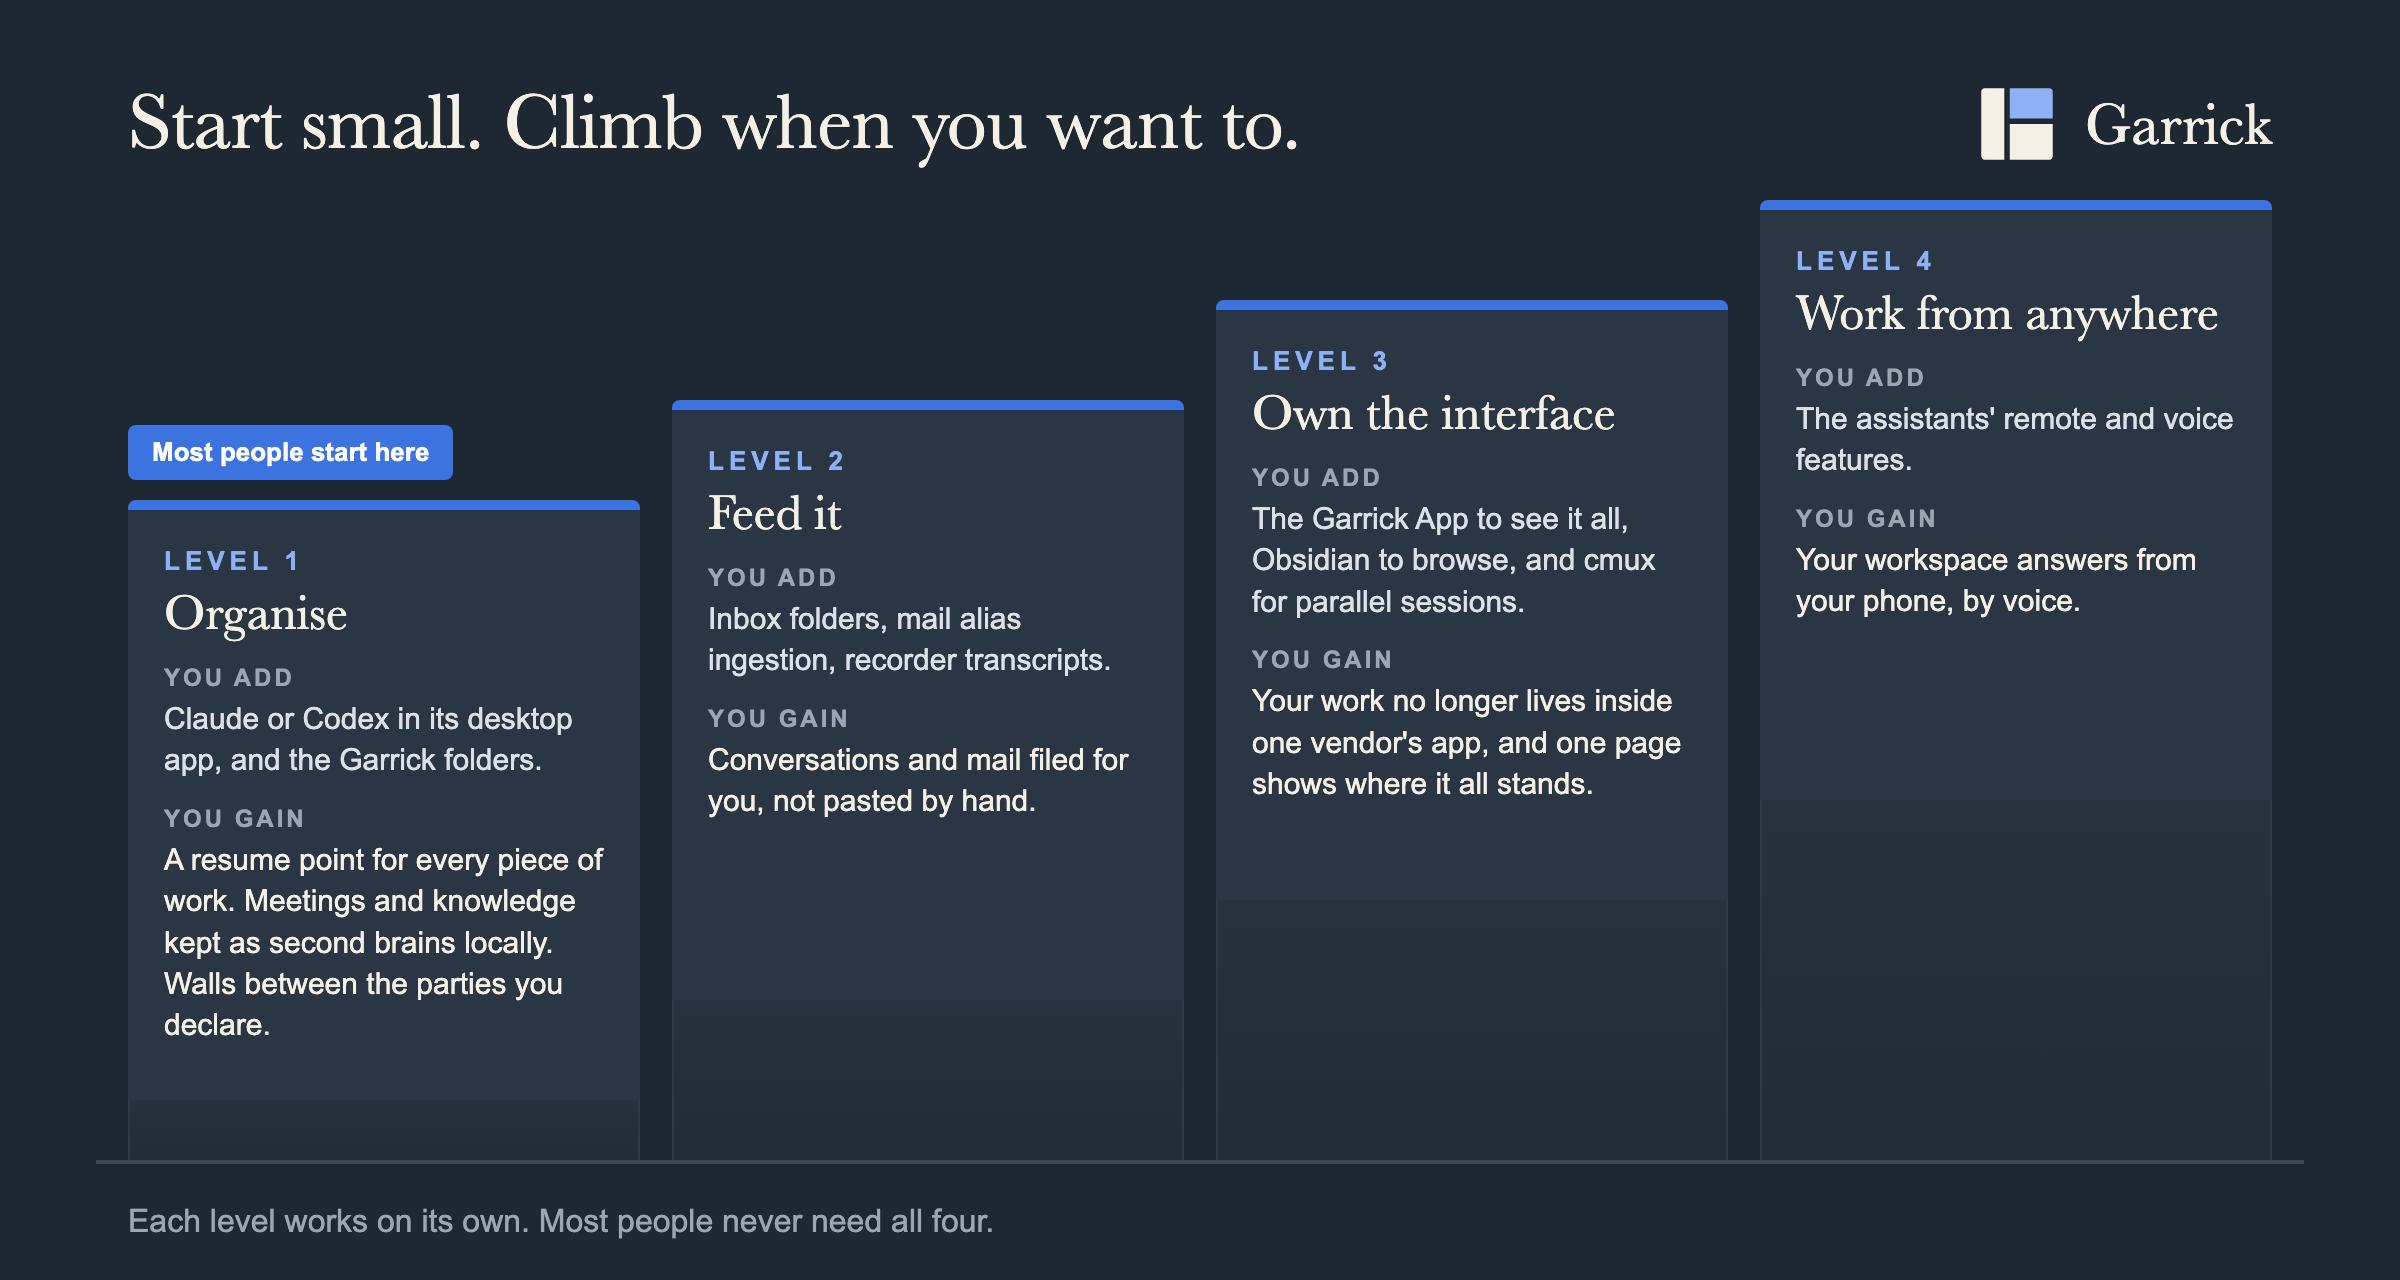 Start small. Climb when you want to.
Garrick
Most people start here
LEVEL 1
Organise
YOU ADD
Claude or Codex in its desktop
app, and the Garrick folders.
YOU GAIN
A resume point for every piece of
work. Meetings and knowledge
kept as second brains locally.
Walls between the parties you
declare.
LEVEL 2
Feed it
YOU ADD
Inbox folders, mail alias
ingestion, recorder transcripts.
YOU GAIN
Conversations and mail filed for
you, not pasted by hand.
LEVEL 3
Own the interface
YOU ADD
The Garrick App to see it all,
Obsidian to browse, and cmux
for parallel sessions.
YOU GAIN
Your work no longer lives inside
one vendor's app, and one page
shows where it all stands.
LEVEL 4
Work from anywhere
YOU ADD
The assistants' remote and voice
features.
YOU GAIN
Your workspace answers from
your phone, by voice.
Each level works on its own. Most people never need all four.